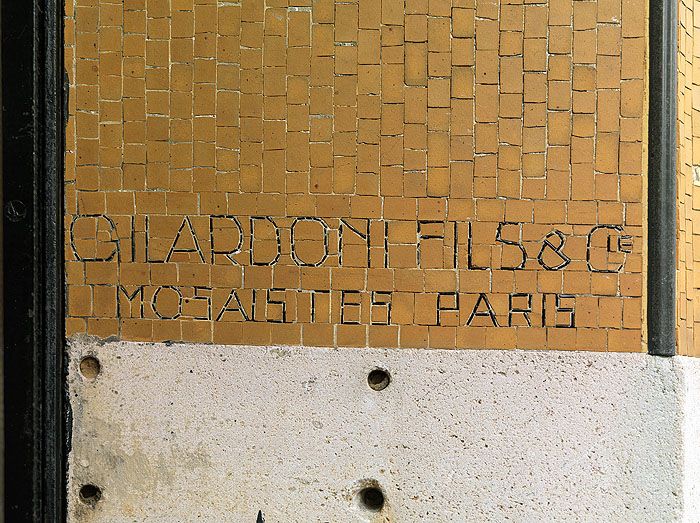 GILARDONI FILS & CIE
MOSAISTES PARIS